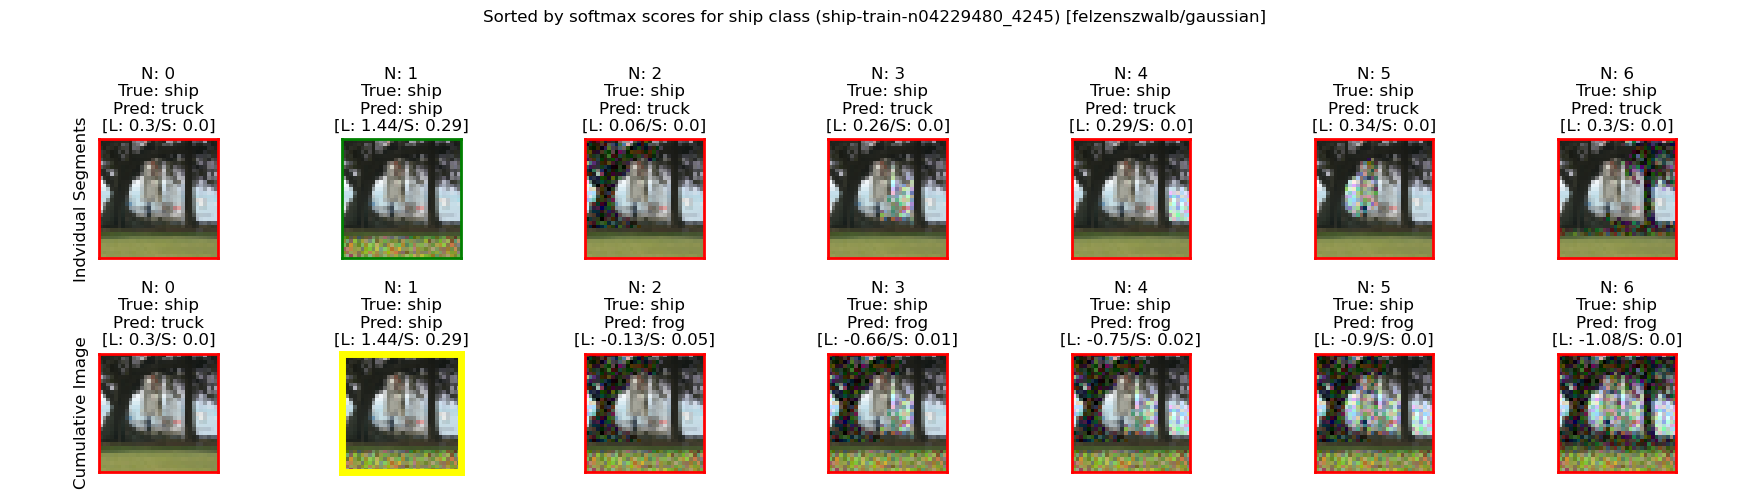 Sorted by softmax scores for ship class (ship-train-n04229480_4245) [felzenszwalb/gaussian]
Indvidual Segments
N: 0
True: ship
Pred: truck
[L: 0.3/S: 0.0]
N: 1
True: ship
Pred: ship
[L: 1.44/S: 0.29]
N: 2
True: ship
Pred: truck
[L: 0.06/S: 0.0]
N: 3
True: ship
Pred: truck
[L: 0.26/S: 0.0]
N: 4
True: ship
Pred: truck
[L: 0.29/S: 0.0]
N: 5
True: ship
Pred: truck
[L: 0.34/S: 0.0]
N: 6
True: ship
Pred: truck
[L: 0.3/S: 0.0]
Cumulative Image
N: 0
True: ship
Pred: truck
[L: 0.3/S: 0.0]
N: 1
True: ship
Pred: ship
[L: 1.44/S: 0.29]
N: 2
True: ship
Pred: frog
[L: -0.13/S: 0.05]
N: 3
True: ship
Pred: frog
[L: -0.66/S: 0.01]
N: 4
True: ship
Pred: frog
[L: -0.75/S: 0.02]
N: 5
True: ship
Pred: frog
[L: -0.9/S: 0.0]
N: 6
True: ship
Pred: frog
[L: -1.08/S: 0.0]